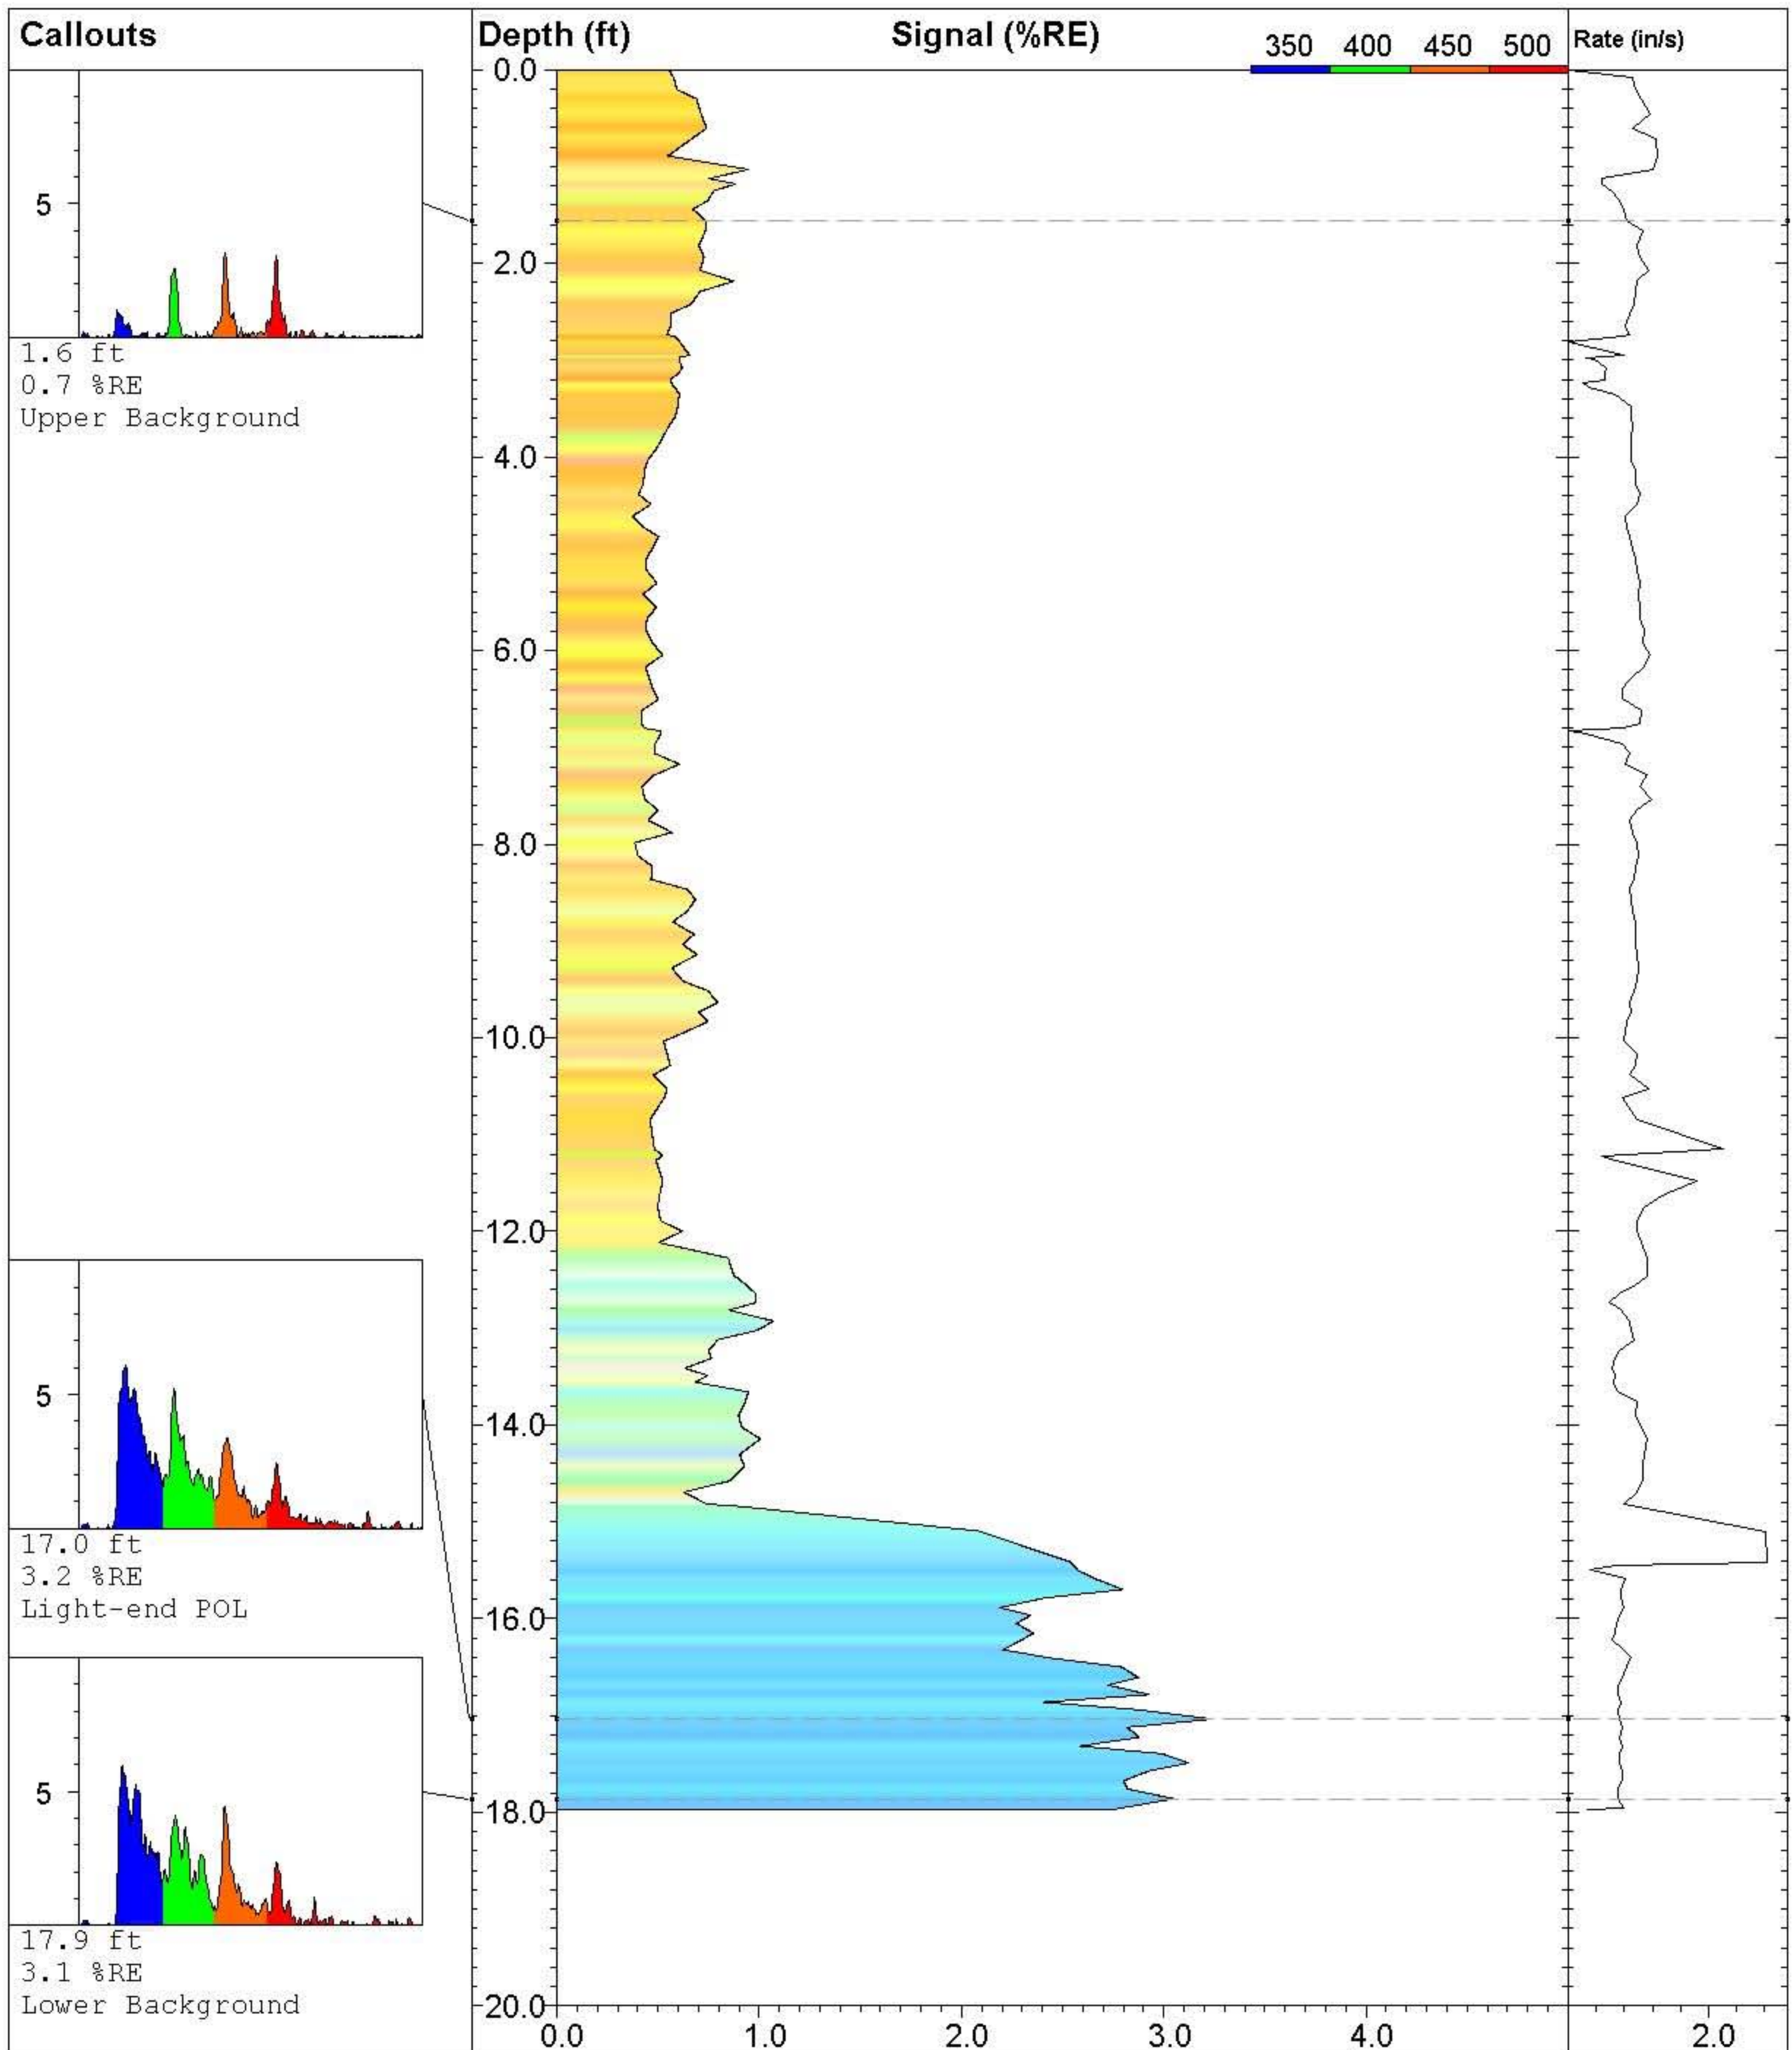 Callouts
Depth (ft)
Signal (%RE)
350 400 450 500
Rate (in/s)
5
1.6 ft
0.7 %RE
Upper Background
5
17.0 ft
3.2 %RE
Light-end POL
5
17.9 ft
3.1 %RE
Lower Background
0.0
2.0
4.0
6.0
8.0
10.0
12.0
14.0
16.0
18.0
20.0
0.0 1.0 2.0 3.0 4.0
2.0